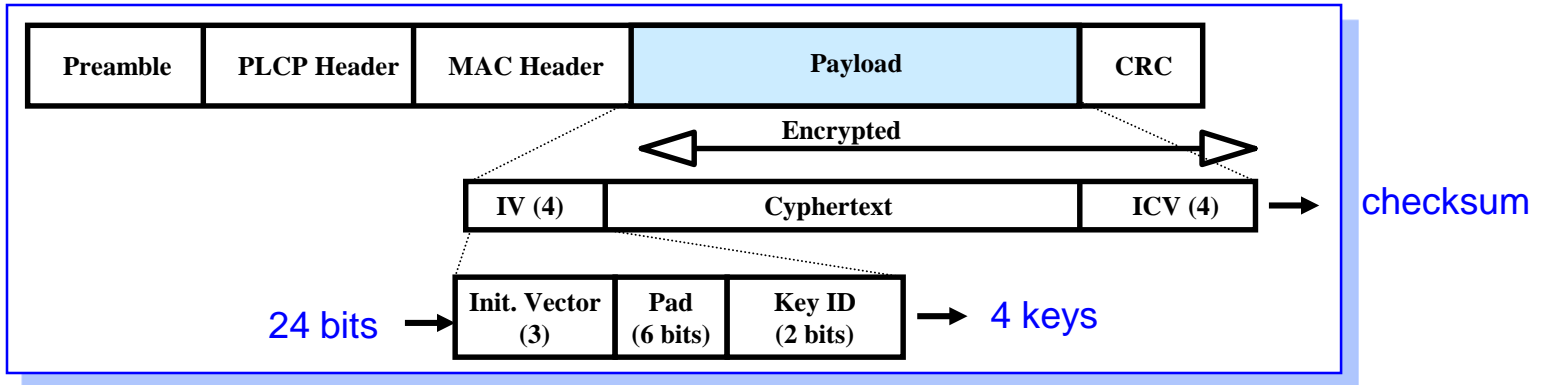 Preamble PLCP Header MAC Header Payload CRC
Encrypted
IV (4) Cyphertext ICV (4) checksum
24 bits Init. Vector Pad Key ID 4 keys
(3) (6 bits) (2 bits)